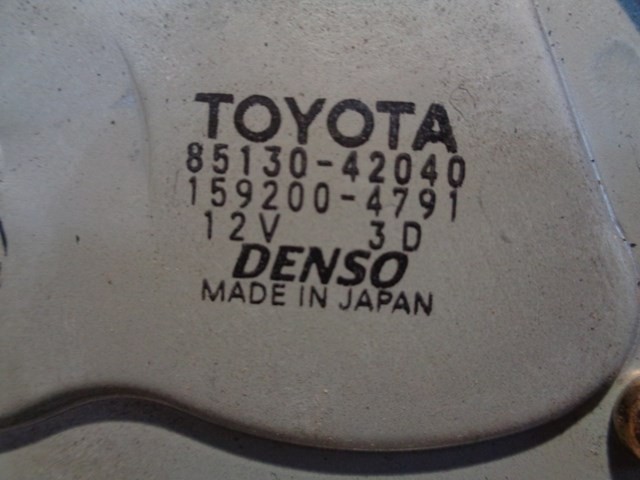 TOYOTA
85130-42040
159200-4791
12V 3D
DENSO
MADE IN JAPAN